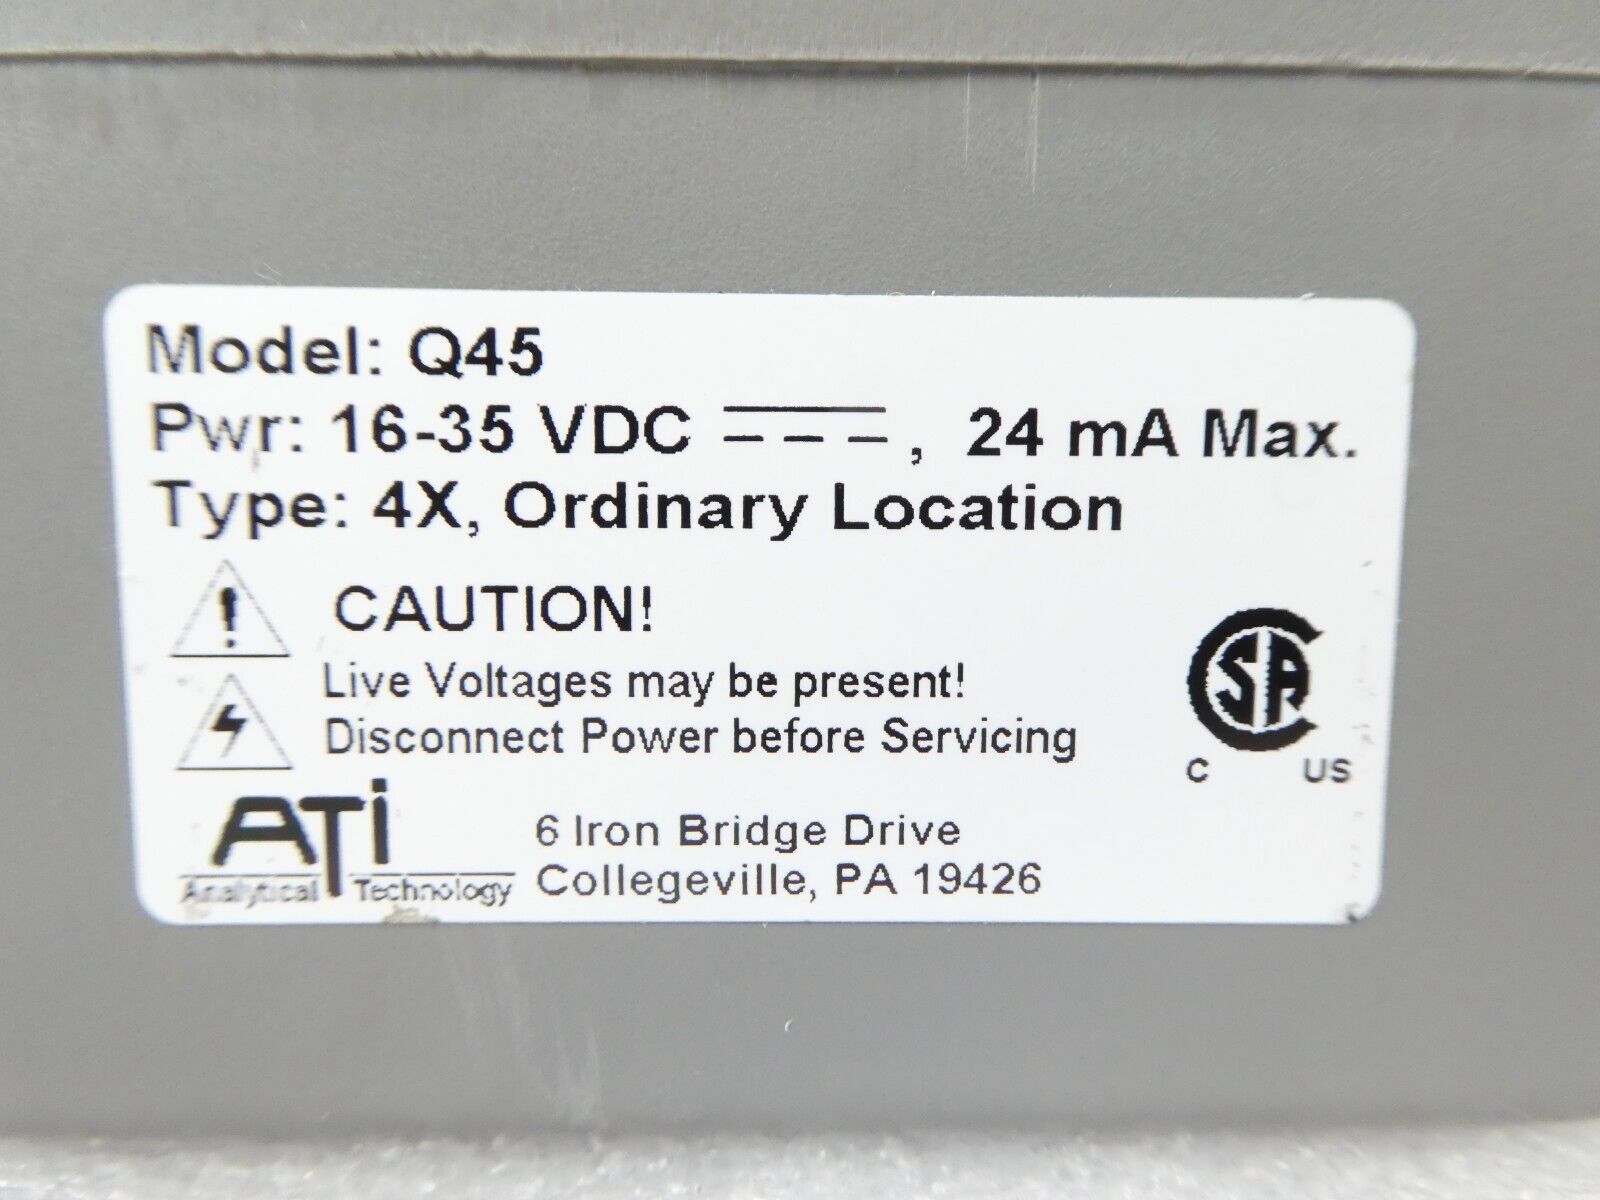 Model: Q45
Pwr: 16-35 VDC ⎓, 24 mA Max.
Type: 4X, Ordinary Location
CAUTION!
Live Voltages may be present!
Disconnect Power before Servicing
CSA
C US
ATi
Analytical Technology
6 Iron Bridge Drive
Collegeville, PA 19426